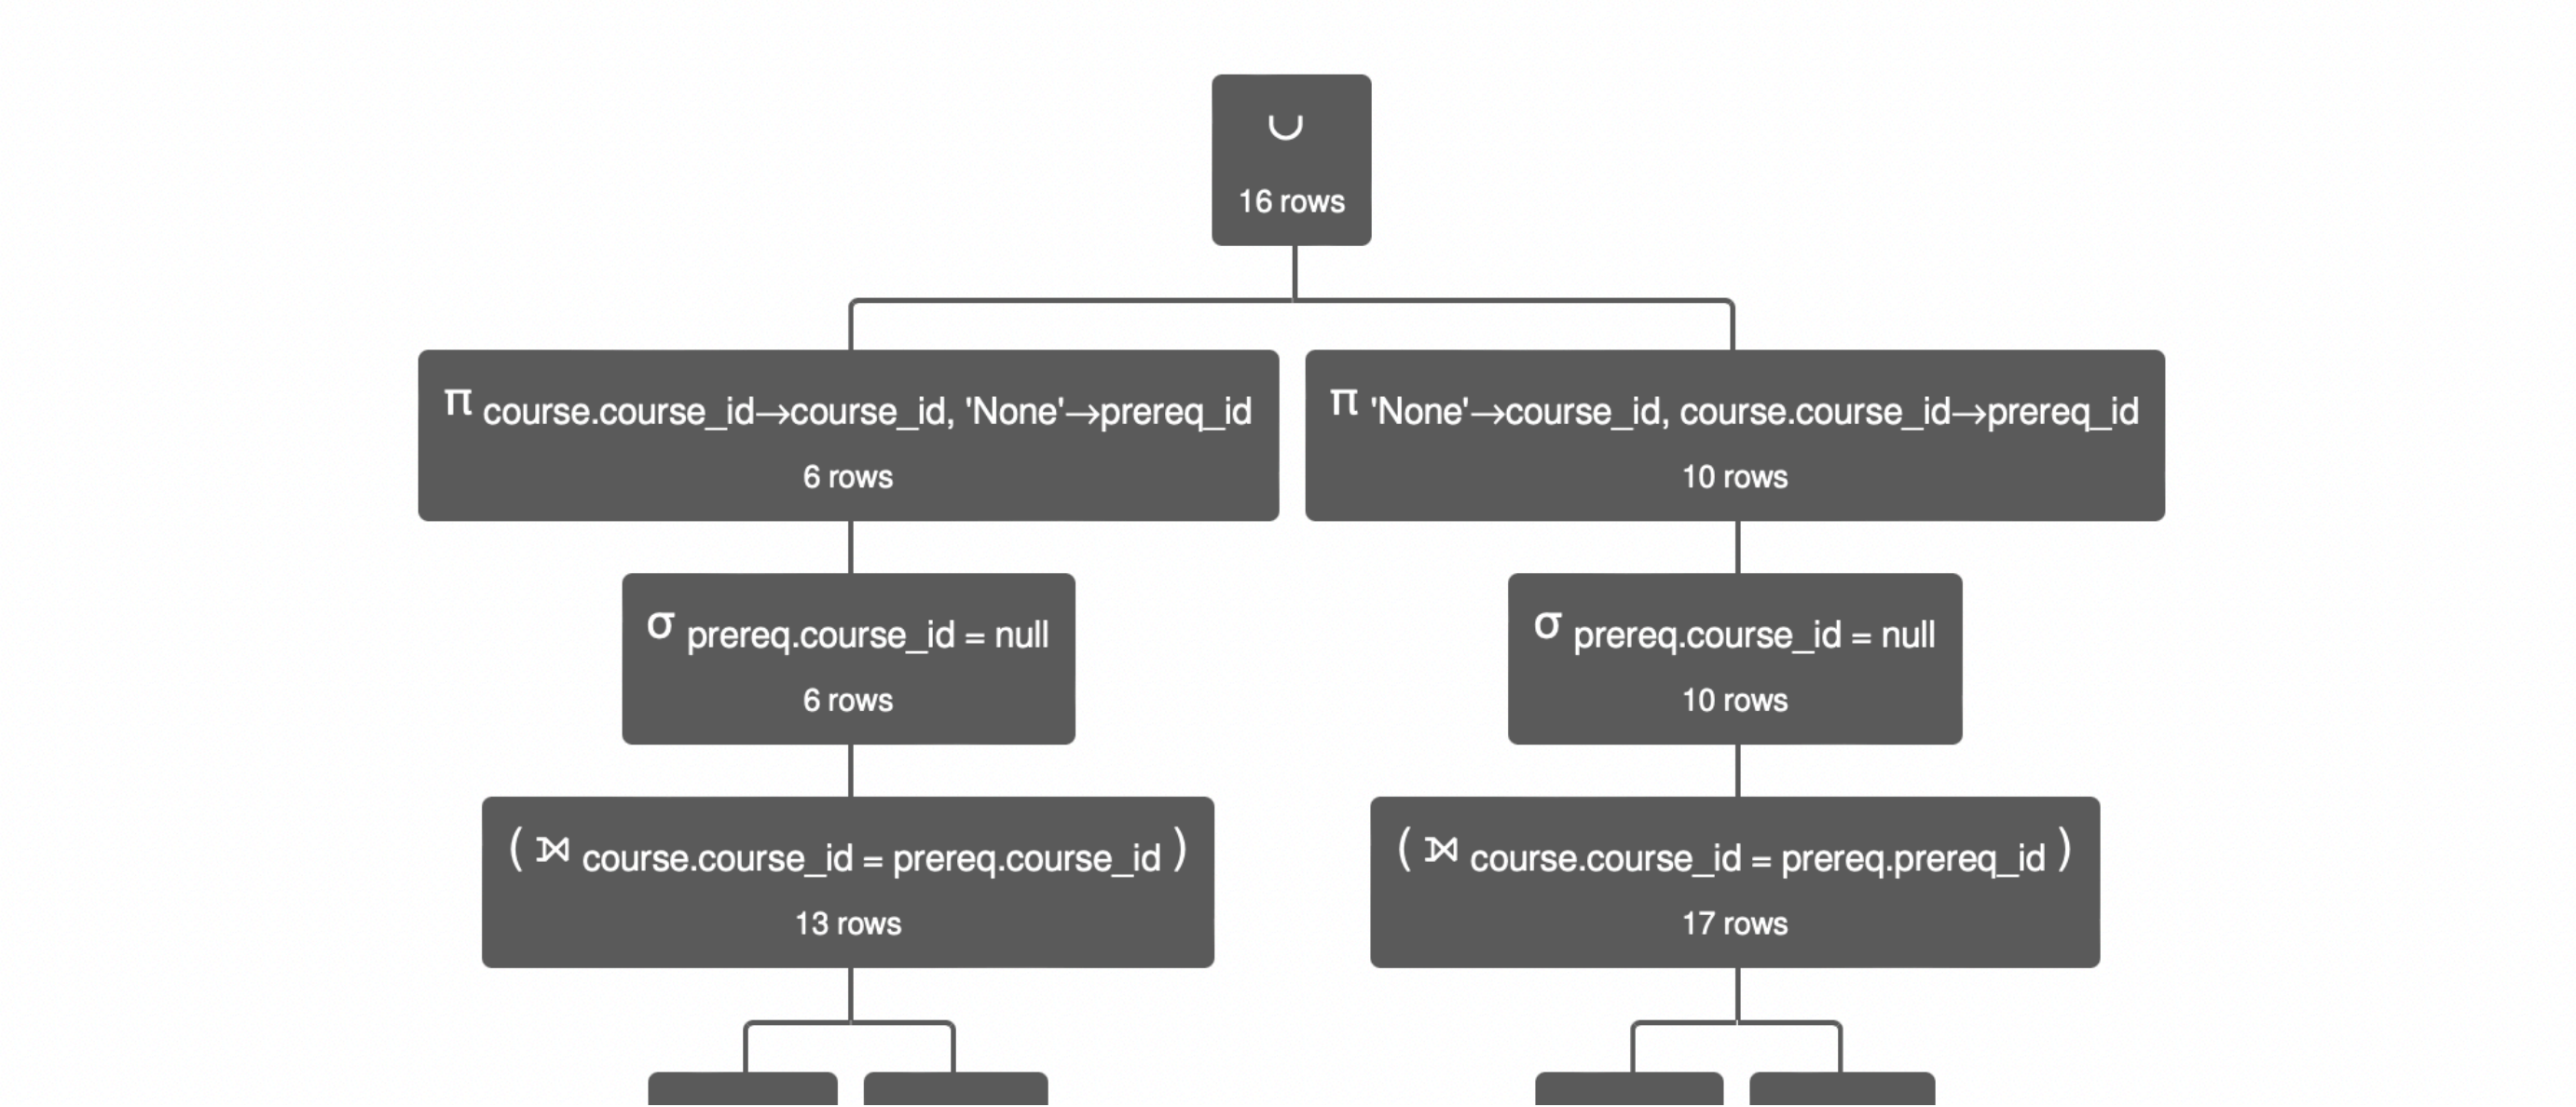 ∪
16 rows
π course.course_id→course_id, 'None'→prereq_id
6 rows
π 'None'→course_id, course.course_id→prereq_id
10 rows
σ prereq.course_id = null
6 rows
σ prereq.course_id = null
10 rows
( ⟕ course.course_id = prereq.course_id )
13 rows
( ⟕ course.course_id = prereq.prereq_id )
17 rows